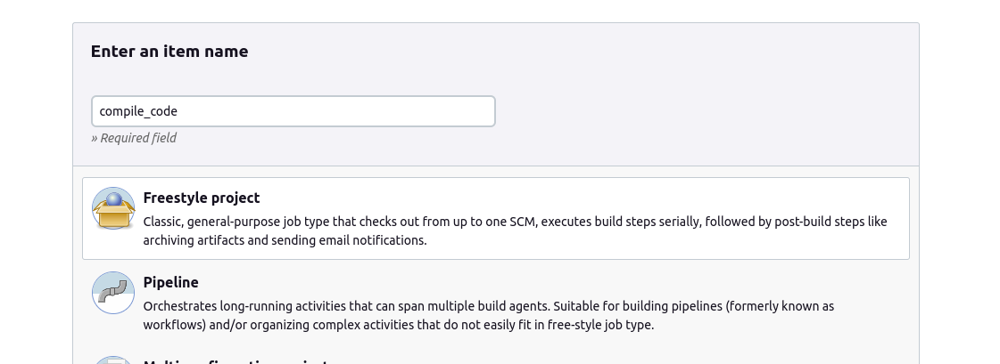 Enter an item name
compile_code
» Required field
Freestyle project
Classic, general-purpose job type that checks out from up to one SCM, executes build steps serially, followed by post-build steps like
archiving artifacts and sending email notifications.
Pipeline
Orchestrates long-running activities that can span multiple build agents. Suitable for building pipelines (formerly known as
workflows) and/or organizing complex activities that do not easily fit in free-style job type.